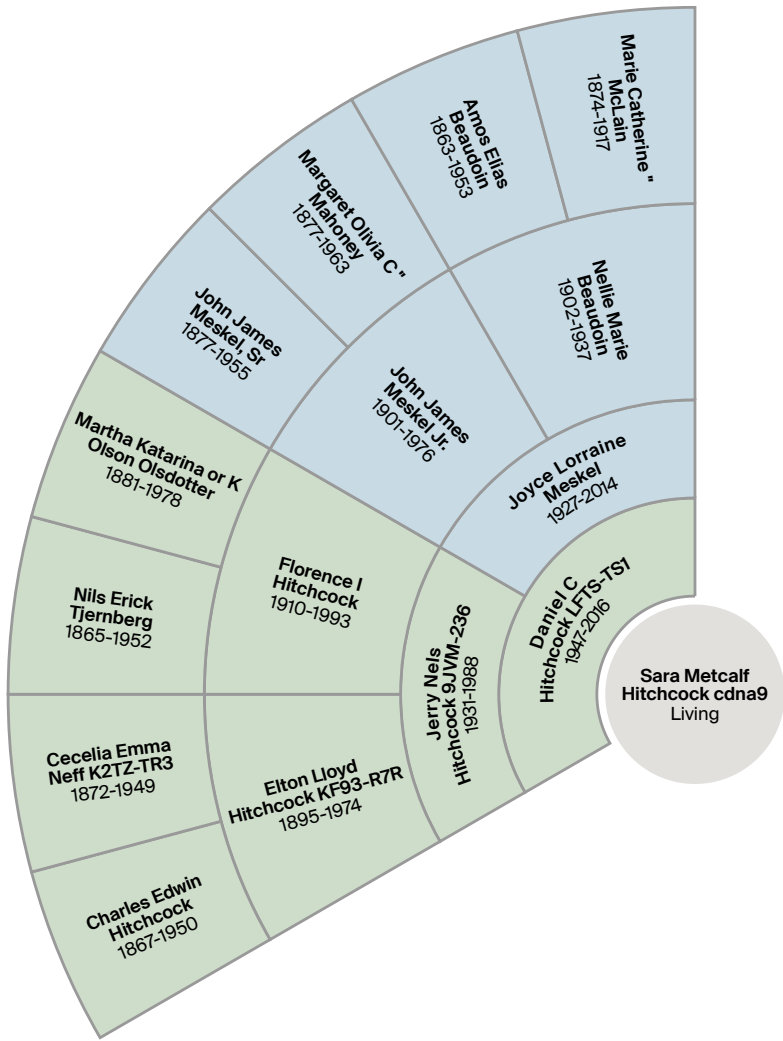 Marie Catherine "
McLain
1874-1917
Amos Elias
Beaudoin
1863-1953
Margaret Olivia C "
Mahoney
1877-1963
John James
Meskel, Sr
1877-1955
Nellie Marie
Beaudoin
1902-1937
John James
Meskel Jr.
1901-1976
Joyce Lorraine
Meskel
1927-2014
Martha Katarina or K
Olson Olsdotter
1881-1978
Nils Erick
Tjernberg
1865-1952
Florence I
Hitchcock
1910-1993
Daniel C
Hitchcock LFTS-TS1
1947-2016
Jerry Nels
Hitchcock 9JVM-236
1931-1988
Sara Metcalf
Hitchcock cdna9
Living
Cecelia Emma
Neff K2TZ-TR3
1872-1949
Elton Lloyd
Hitchcock KF93-R7R
1895-1974
Charles Edwin
Hitchcock
1867-1950